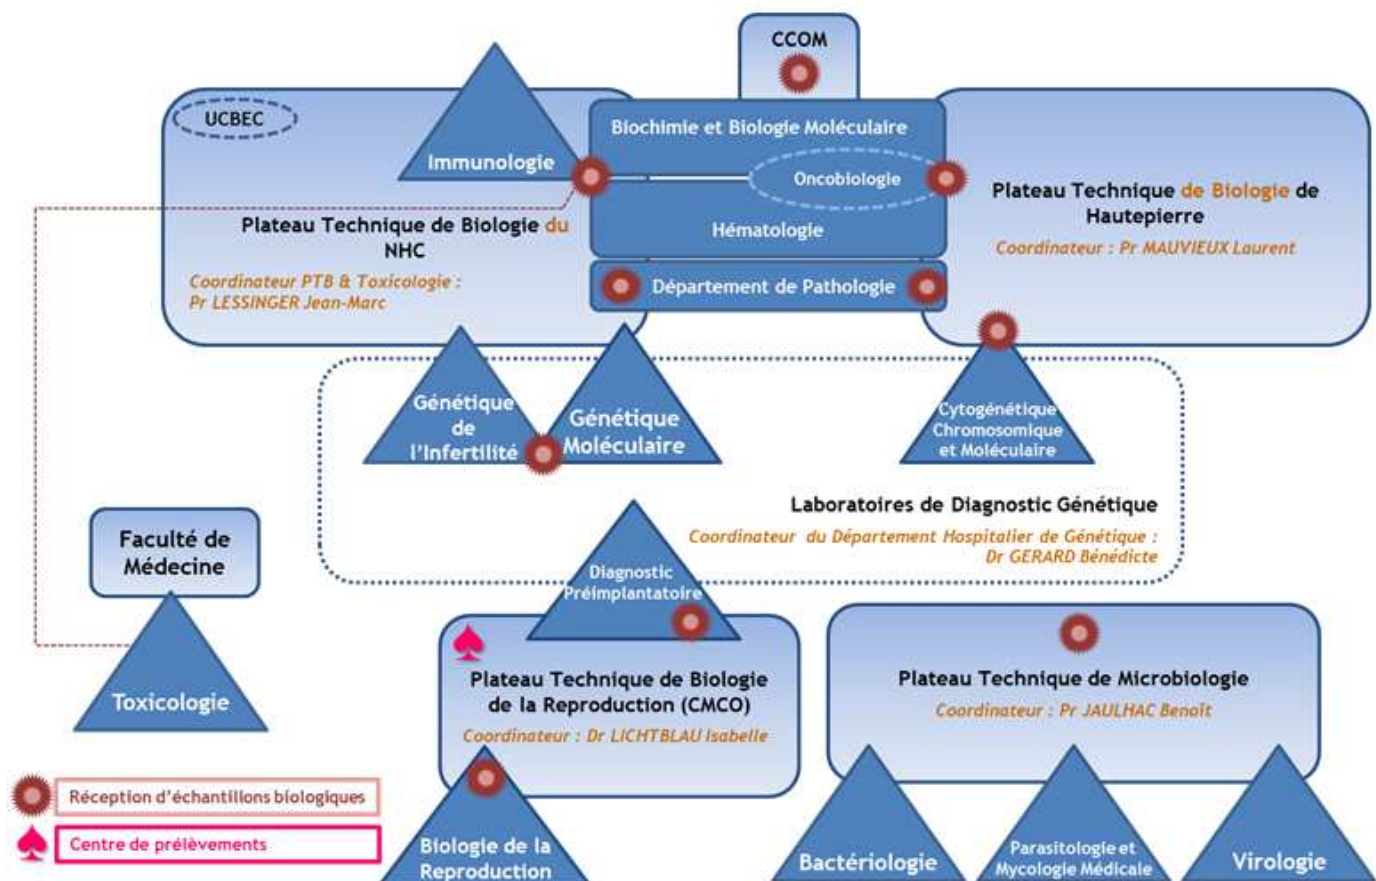 CCOM
UCBEC
Immunologie
Biochimie et Biologie Moléculaire
Oncobiologie
Hématologie
Département de Pathologie
Plateau Technique de Biologie du
NHC
Coordinateur PTB & Toxicologie :
Pr LESSINGER Jean-Marc
Plateau Technique de Biologie de
Hautepierre
Coordinateur : Pr MAUVIEUX Laurent
Génétique
de
l'Infertilité
Génétique
Moléculaire
Cytogénétique
Chromosomique
et Moléculaire
Laboratoires de Diagnostic Génétique
Coordinateur du Département Hospitalier de Génétique :
Dr GERARD Bénédicte
Faculté de
Médecine
Toxicologie
Diagnostic
Préimplantatoire
Plateau Technique de Biologie
de la Reproduction (CMCO)
Coordinateur : Dr LICHTBLAU Isabelle
Biologie de la
Reproduction
Plateau Technique de Microbiologie
Coordinateur : Pr JAULHAC Benoît
Bactériologie
Parasitologie et
Mycologie Médicale
Virologie
Réception d'échantillons biologiques
Centre de prélèvements